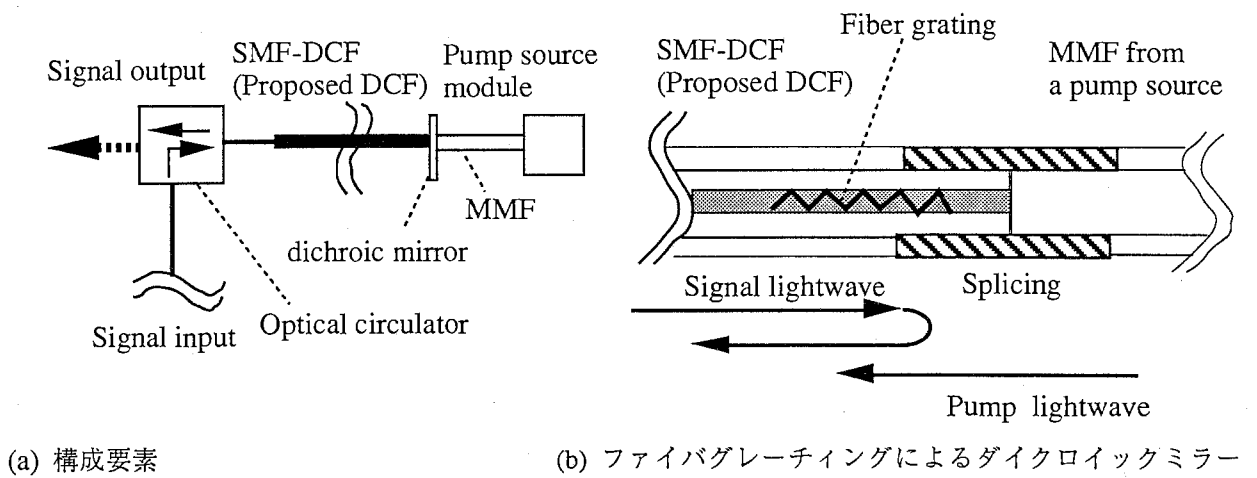 Signal output
SMF-DCF
(Proposed DCF)
Pump source
module
MMF
dichroic mirror
Optical circulator
Signal input
(a) 構成要素
Fiber grating
SMF-DCF
(Proposed DCF)
MMF from
a pump source
Signal lightwave
Splicing
Pump lightwave
(b) ファイバグレーティングによるダイクロイックミラー